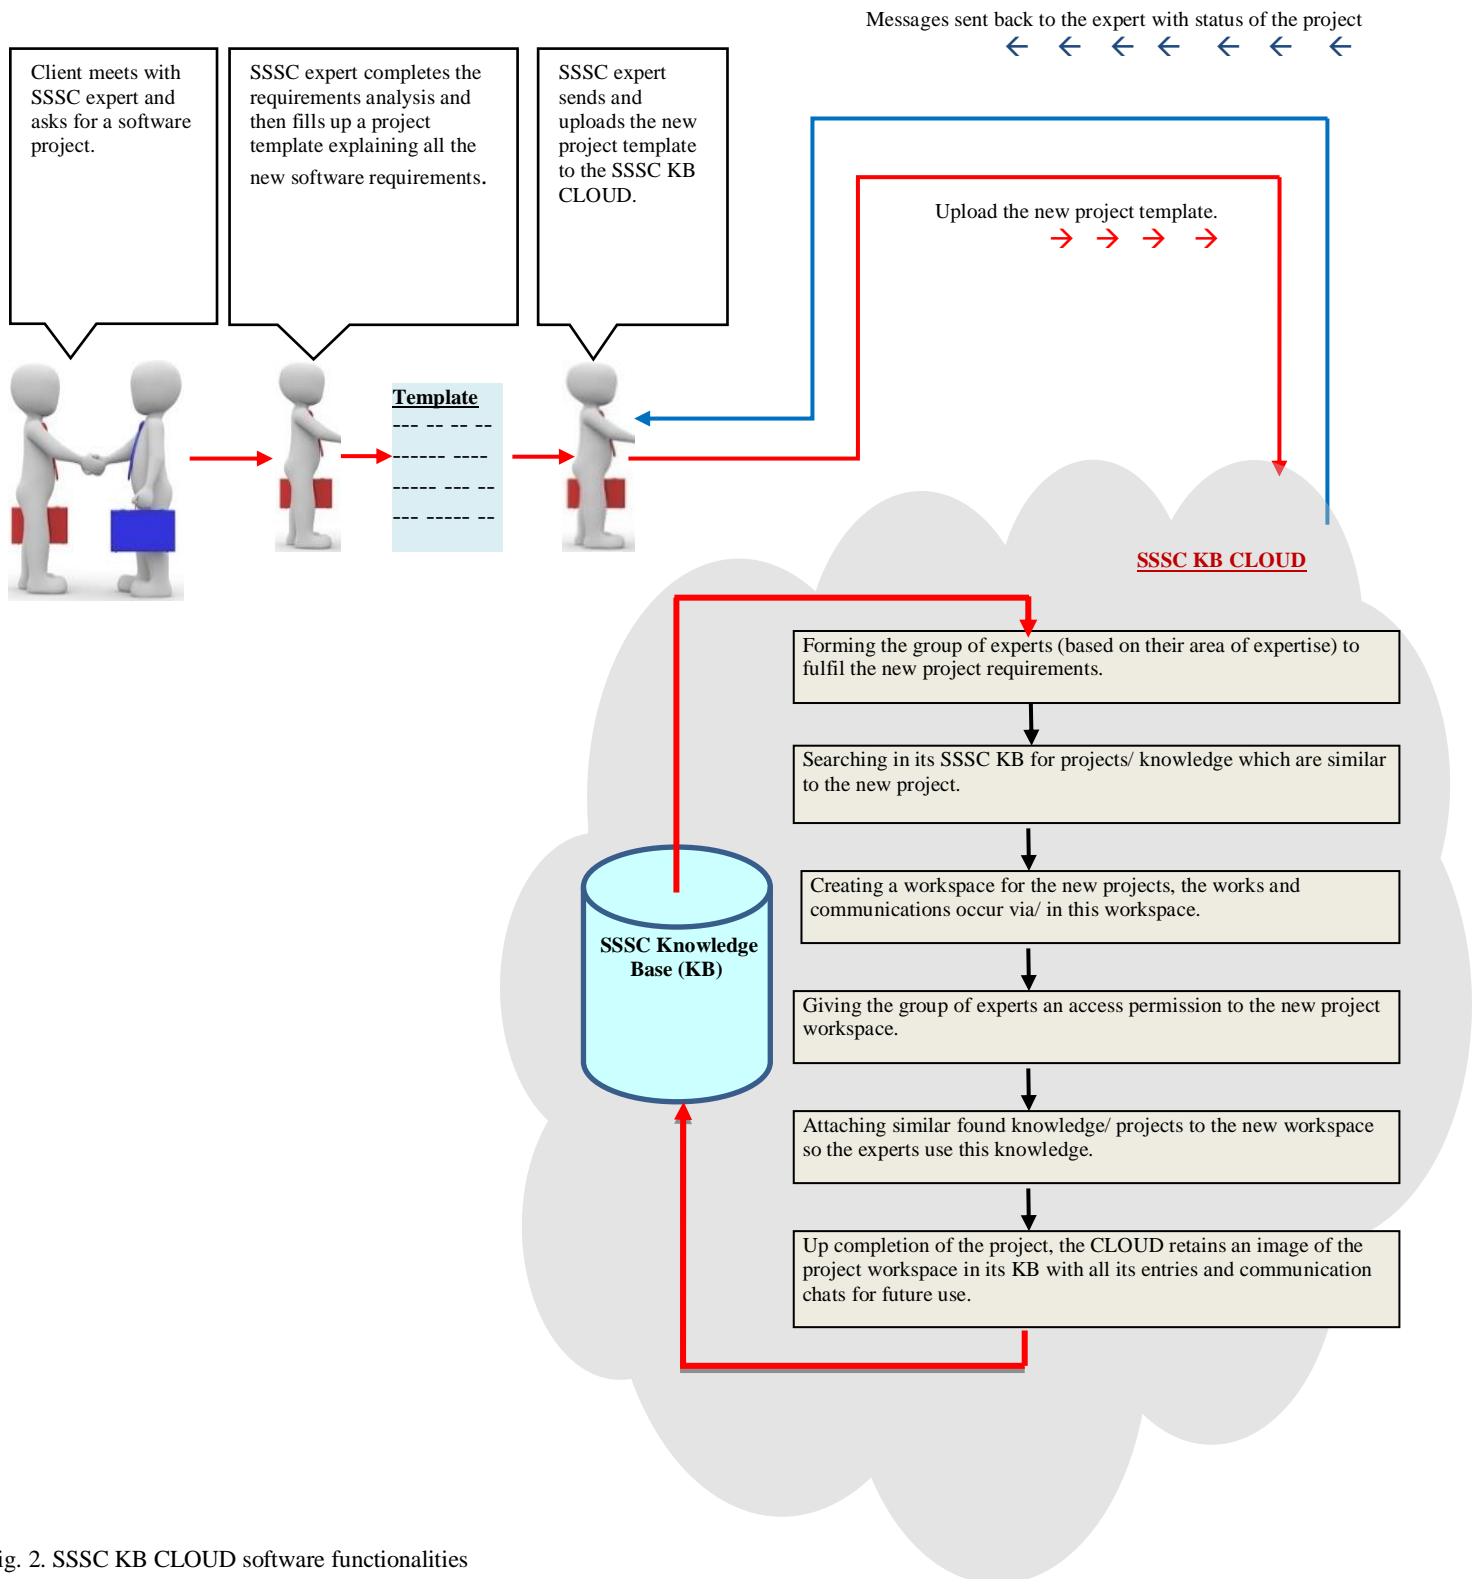 Messages sent back to the expert with status of the project
← ← ← ← ← ← ←
Client meets with
SSSC expert and
asks for a software
project.
SSSC expert completes the
requirements analysis and
then fills up a project
template explaining all the
new software requirements.
SSSC expert
sends and
uploads the new
project template
to the SSSC KB
CLOUD.
Upload the new project template.
→ → → →
Template
--- -- -- --
------ ----
----- --- --
--- ----- --
SSSC KB CLOUD
Forming the group of experts (based on their area of expertise) to
fulfil the new project requirements.
Searching in its SSSC KB for projects/ knowledge which are similar
to the new project.
Creating a workspace for the new projects, the works and
communications occur via/ in this workspace.
SSSC Knowledge
Base (KB)
Giving the group of experts an access permission to the new project
workspace.
Attaching similar found knowledge/ projects to the new workspace
so the experts use this knowledge.
Up completion of the project, the CLOUD retains an image of the
project workspace in its KB with all its entries and communication
chats for future use.
ig. 2. SSSC KB CLOUD software functionalities